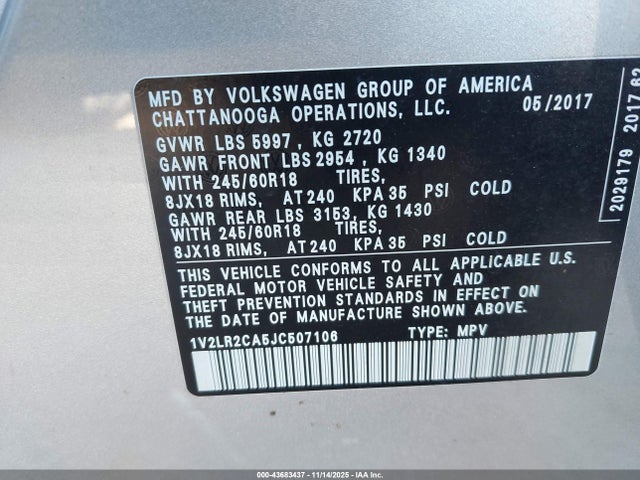 MFD BY VOLKSWAGEN GROUP OF AMERICA
CHATTANOOGA OPERATIONS, LLC. 05/2017
GVWR LBS 5997 , KG 2720
GAWR FRONT LBS 2954 , KG 1340
WITH 245/60R18 TIRES,
8JX18 RIMS, AT 240 KPA 35 PSI COLD
GAWR REAR LBS 3153, KG 1430
WITH 245/60R18 TIRES,
8JX18 RIMS, AT 240 KPA 35 PSI COLD
THIS VEHICLE CONFORMS TO ALL APPLICABLE U.S.
FEDERAL MOTOR VEHICLE SAFETY AND
THEFT PREVENTION STANDARDS IN EFFECT ON
THE DATE OF MANUFACTURE SHOWN ABOVE.
1V2LR2CA5JC507106 TYPE: MPV
2029179 2017 62
000-43683437 - 11/14/2025 - IAA Inc.